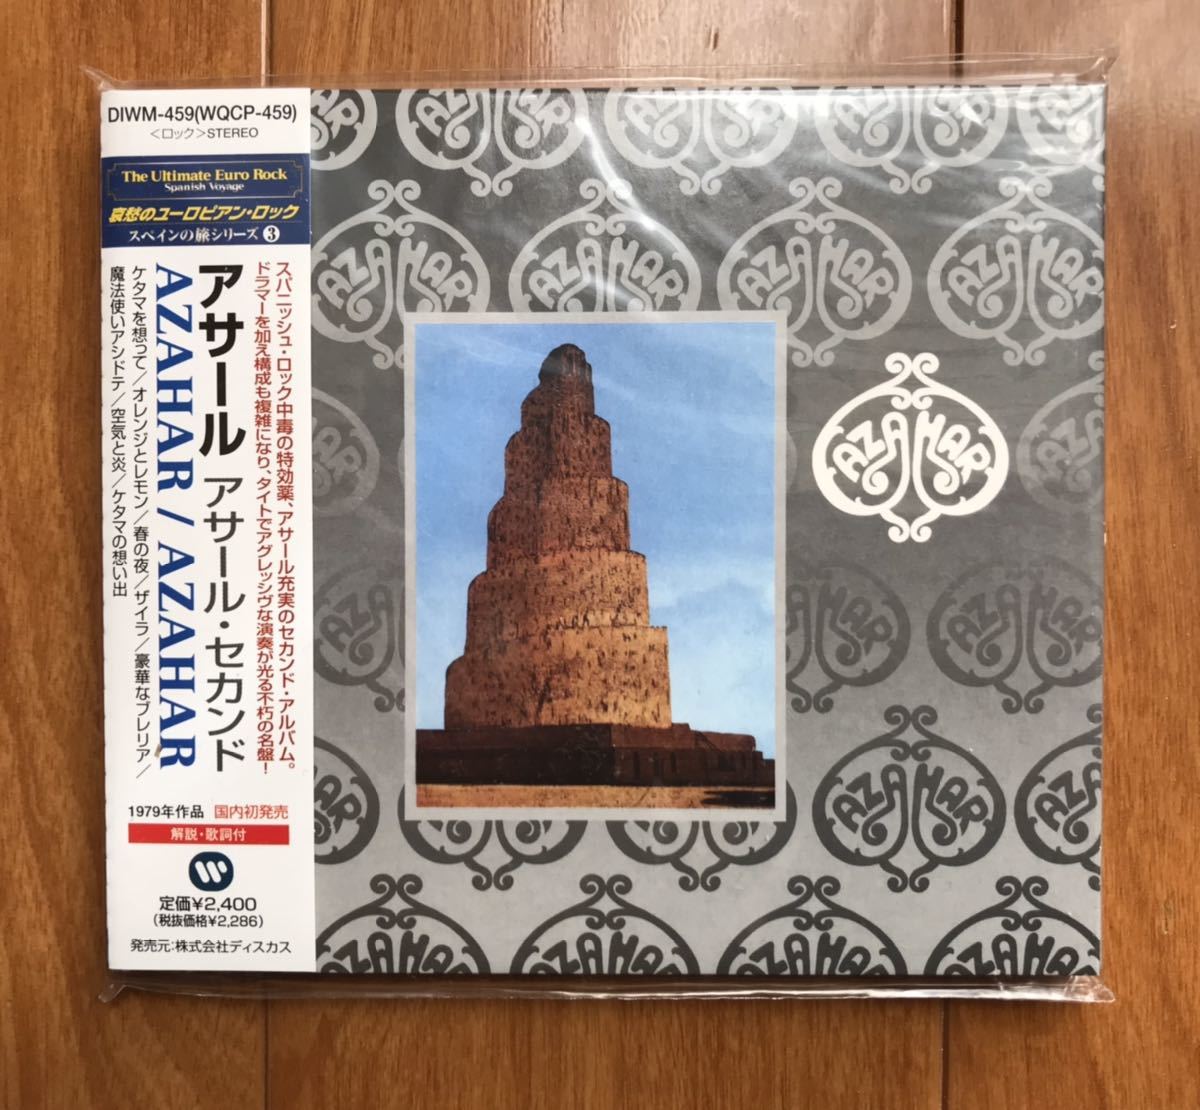 DIWM-459(WQCP-459)
<ロック>STEREO
The Ultimate Euro Rock
Spanish Voyage
哀愁のユーロピアン・ロック
スペインの旅シリーズ❸
スパニッシュ・ロック中毒の特効薬、アサール充実のセカンド・アルバム。
ドラマーを加え構成も複雑になり、タイトでアグレッシヴな演奏が光る不朽の名盤!
アサール アサール・セカンド
AZAHAR / AZAHAR
ケタマを想って/オレンジとレモン/春の夜/ザイラ/豪華なブレリア/
魔法使いアシドテ/空気と炎/ケタマの想い出
1979年作品 国内初発売
解説・歌詞付
定価¥2,400
(税抜価格¥2,286)
発売元:株式会社ディスカス
AZAHAR